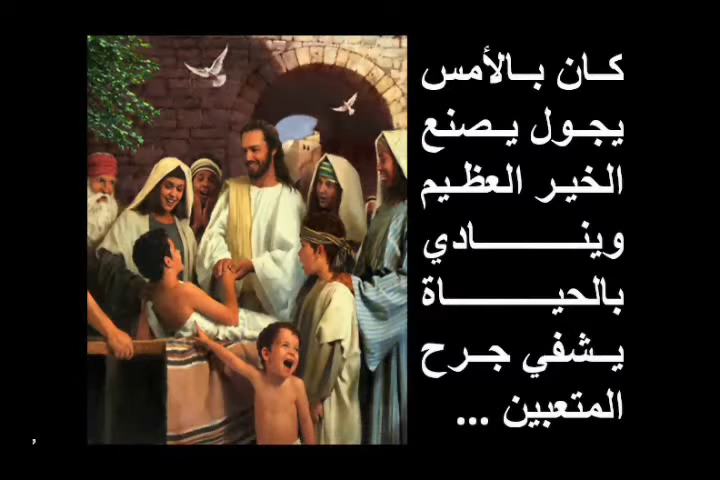 كان بالأمس
يجول يصنع
الخير العظيم
وينادي
بالحياة
يشفي جرح
المتعبين ...
,